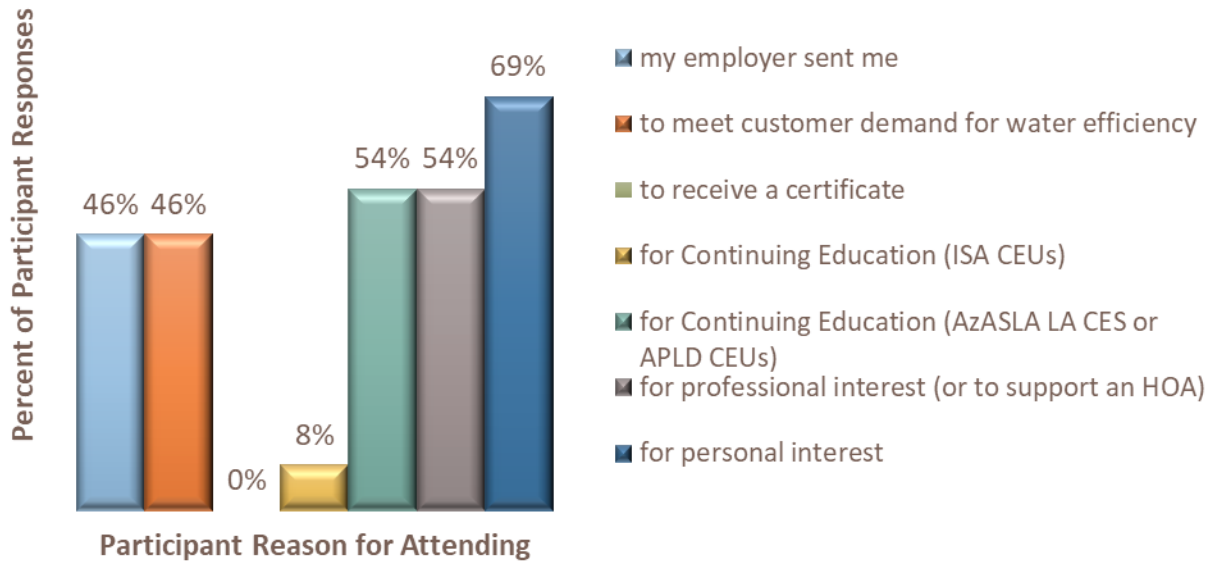 Percent of Participant Responses
46%
46%
0%
8%
54%
54%
69%
Participant Reason for Attending
my employer sent me
to meet customer demand for water efficiency
to receive a certificate
for Continuing Education (ISA CEUs)
for Continuing Education (AzASLA LA CES or
APLD CEUs)
for professional interest (or to support an HOA)
for personal interest